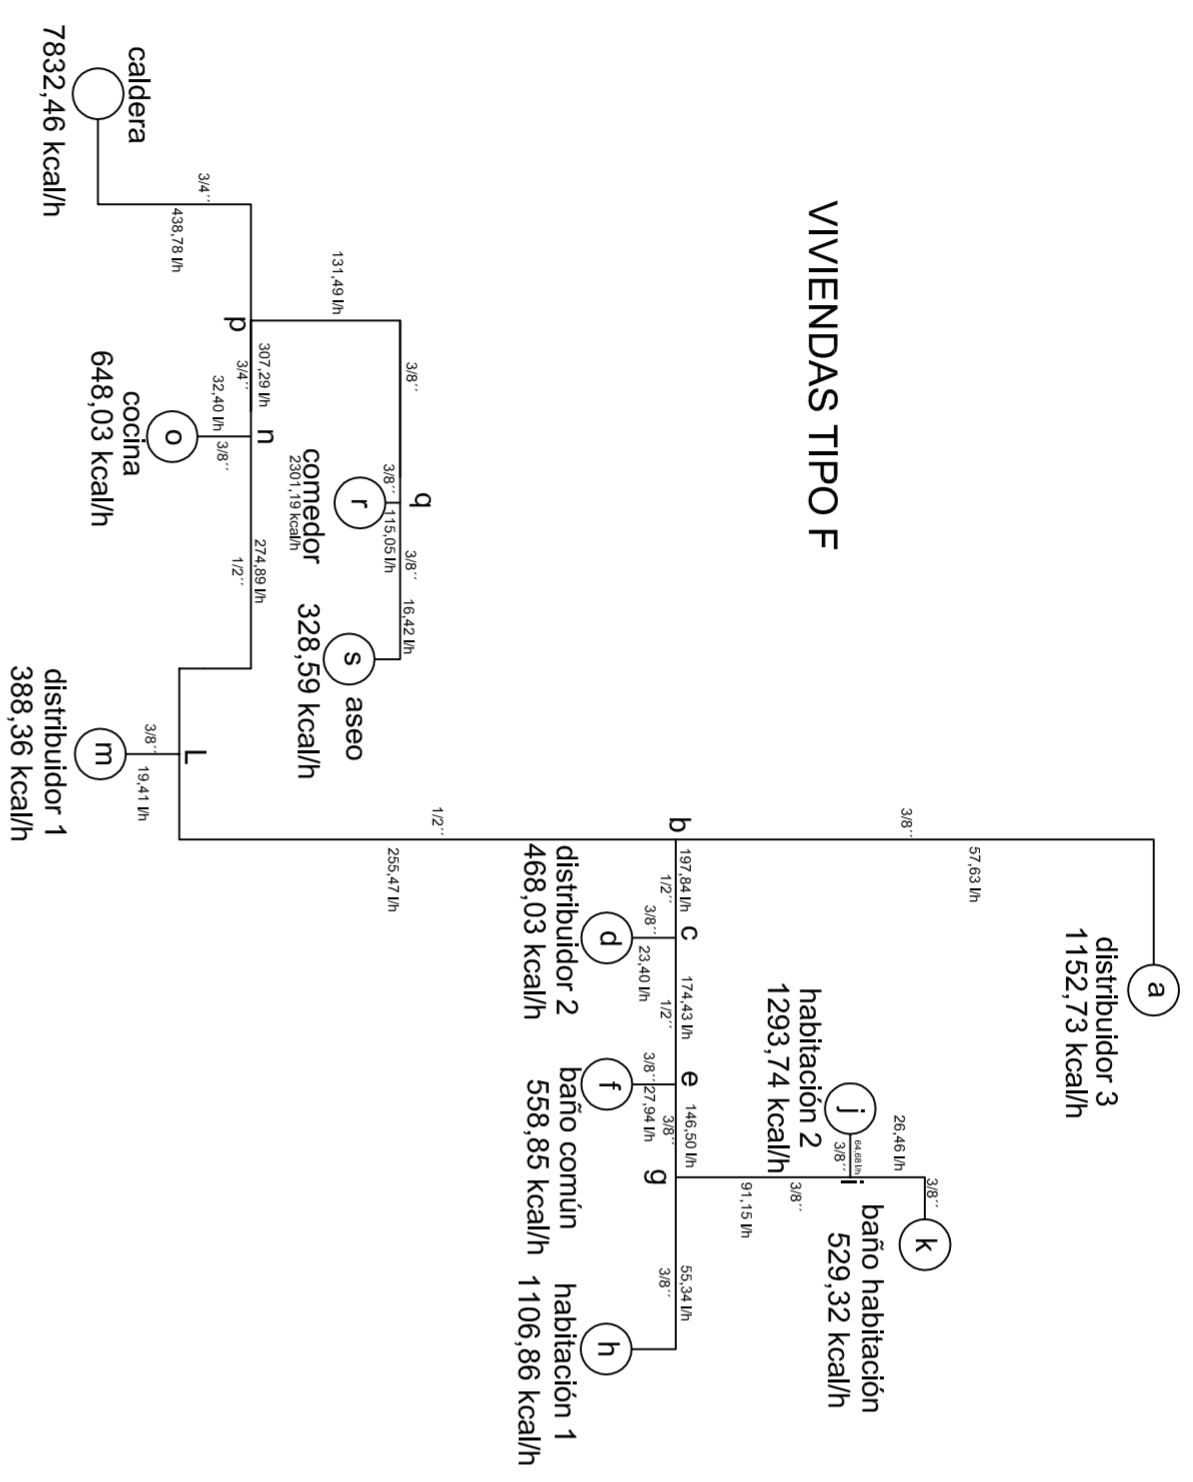 VIVIENDAS TIPO F
caldera
7832,46 kcal/h
3/4´´
438,78 l/h
p
131,49 l/h
3/8´´
307,29 l/h
3/4´´
n
32,40 l/h
3/8´´
o
cocina
648,03 kcal/h
q
3/8´´
115,05 l/h
r
comedor
2301,19 kcal/h
3/8´´
16,42 l/h
s
aseo
328,59 kcal/h
274,89 l/h
1/2´´
L
3/8´´
19,41 l/h
m
distribuidor 1
388,36 kcal/h
1/2´´
255,47 l/h
b
3/8´´
57,63 l/h
a
distribuidor 3
1152,73 kcal/h
197,84 l/h
1/2´´
c
3/8´´
23,40 l/h
d
distribuidor 2
468,03 kcal/h
174,43 l/h
1/2´´
e
3/8´´
27,94 l/h
f
baño común
558,85 kcal/h
146,50 l/h
3/8´´
g
91,15 l/h
3/8´´
i
64,68 l/h
3/8´´
j
habitación 2
1293,74 kcal/h
26,46 l/h
3/8´´
k
baño habitación
529,32 kcal/h
55,34 l/h
3/8´´
h
habitación 1
1106,86 kcal/h